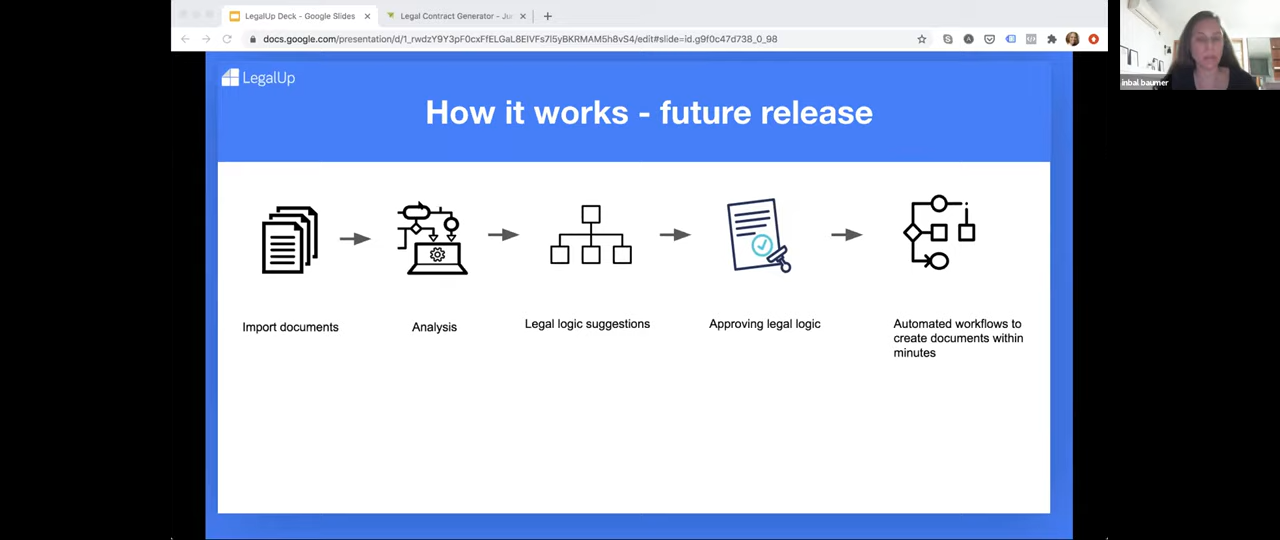 LegalUp Deck - Google Slides
Legal Contract Generator - Ju
docs.google.com/presentation/d/1_rwdzY9Y3pF0cxFfELGaL8EIVFs7I5yBKRMAM5h8vS4/edit#slide=id.g9f0c47d738_0_98
inbal baumer
LegalUp
How it works - future release
Import documents
Analysis
Legal logic suggestions
Approving legal logic
Automated workflows to
create documents within
minutes